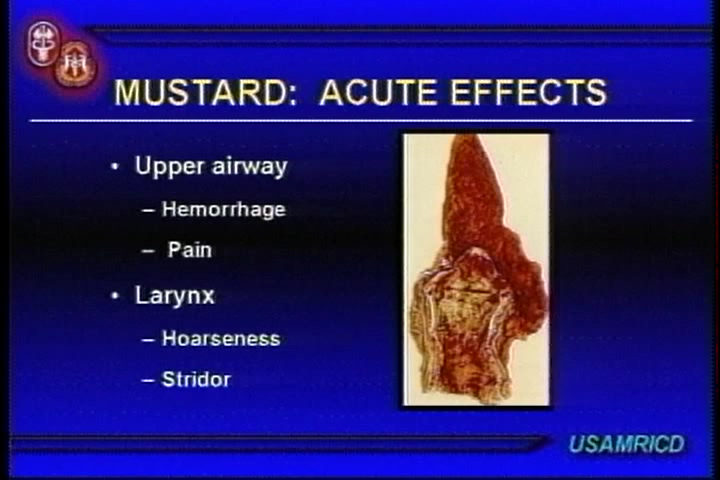 MUSTARD: ACUTE EFFECTS
• Upper airway
– Hemorrhage
– Pain
• Larynx
– Hoarseness
– Stridor
USAMRICD